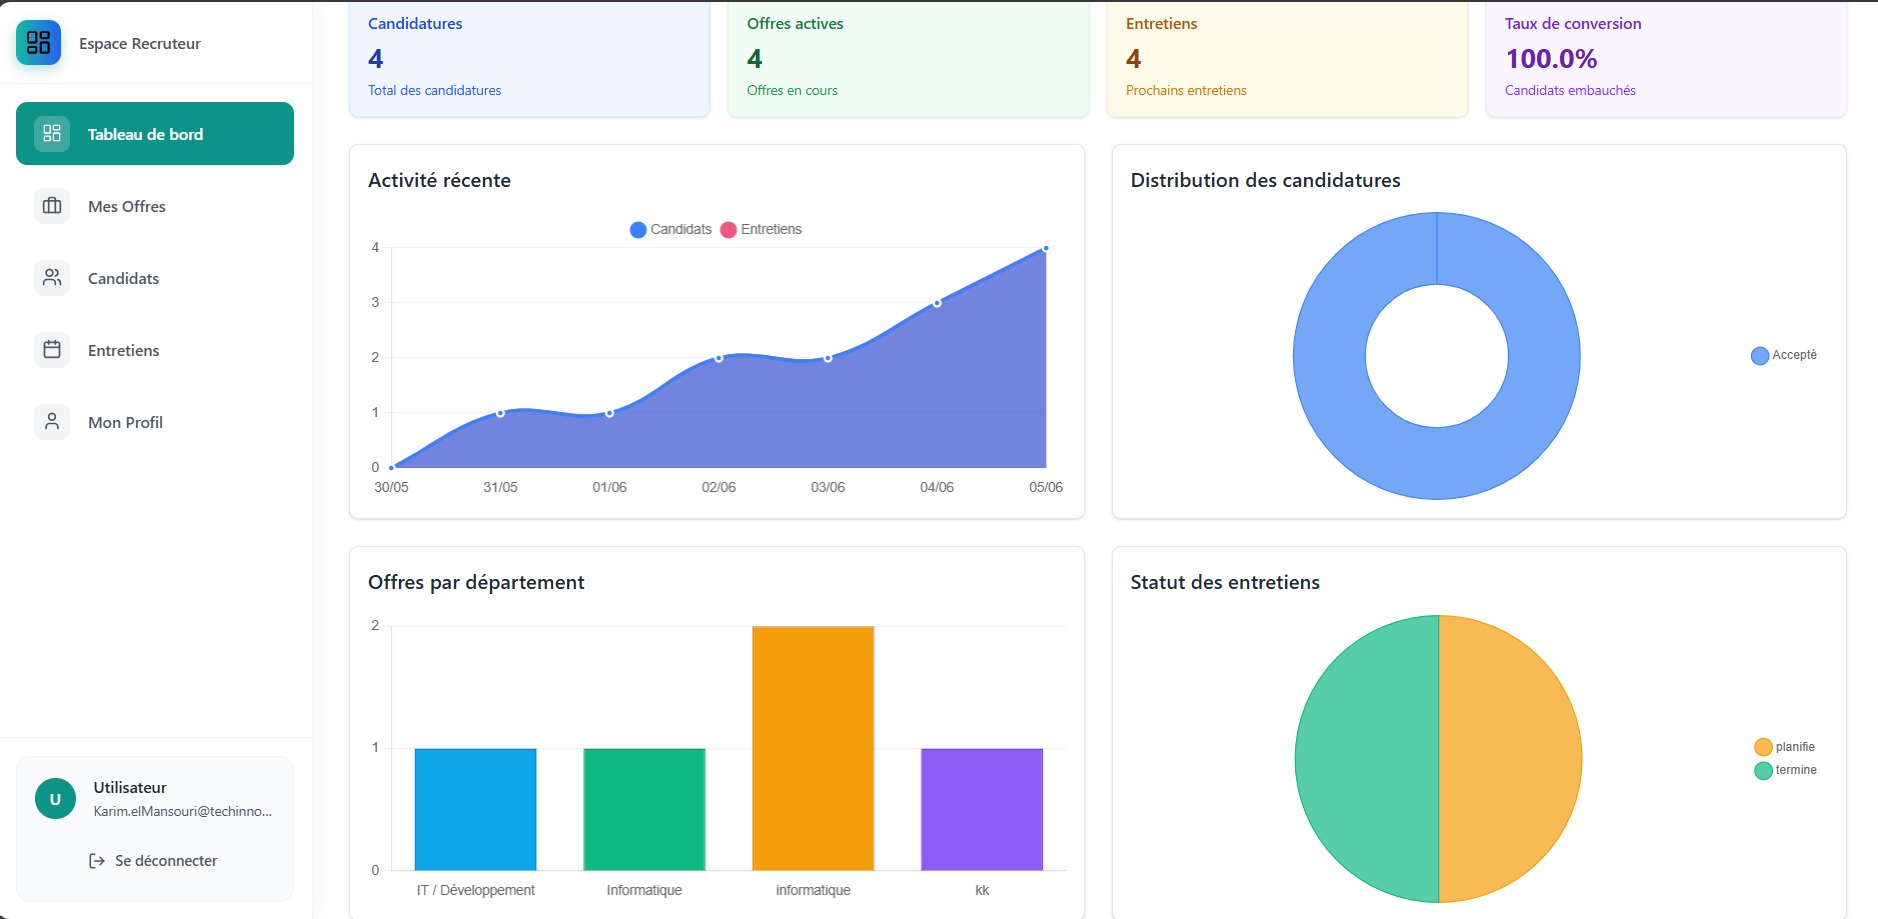 Espace Recruteur
Tableau de bord
Mes Offres
Candidats
Entretiens
Mon Profil
U
Utilisateur
Karim.elMansouri@techinno...
Se déconnecter
Candidatures
4
Total des candidatures
Offres actives
4
Offres en cours
Entretiens
4
Prochains entretiens
Taux de conversion
100.0%
Candidats embauchés
Activité récente
Candidats
Entretiens
4
3
2
1
0
30/05
31/05
01/06
02/06
03/06
04/06
05/06
Distribution des candidatures
Accepté
Offres par département
2
1
0
IT / Développement
Informatique
informatique
kk
Statut des entretiens
planifie
termine